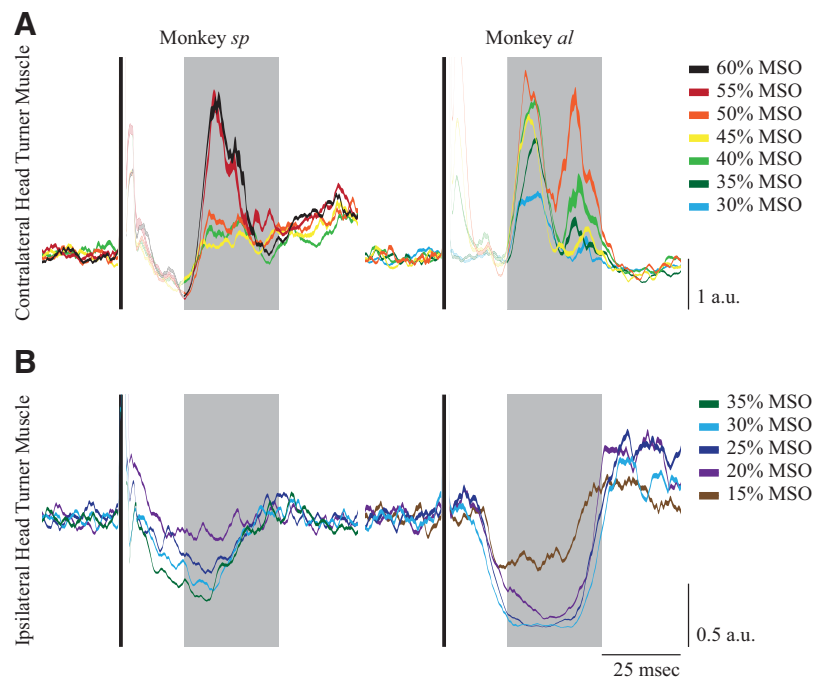 A
Monkey sp
Monkey al
Contralateral Head Turner Muscle
60% MSO
55% MSO
50% MSO
45% MSO
40% MSO
35% MSO
30% MSO
1 a.u.
B
Ipsilateral Head Turner Muscle
35% MSO
30% MSO
25% MSO
20% MSO
15% MSO
0.5 a.u.
25 msec